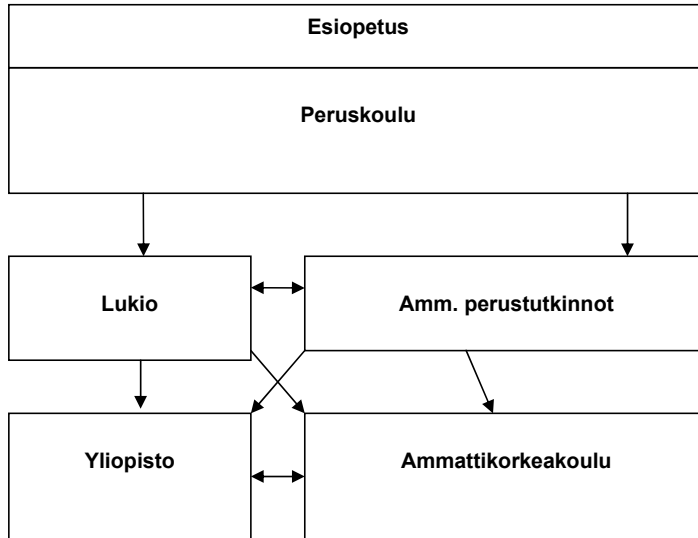 Esiopetus
Peruskoulu
Lukio
Amm. perustutkinnot
Yliopisto
Ammattikorkeakoulu